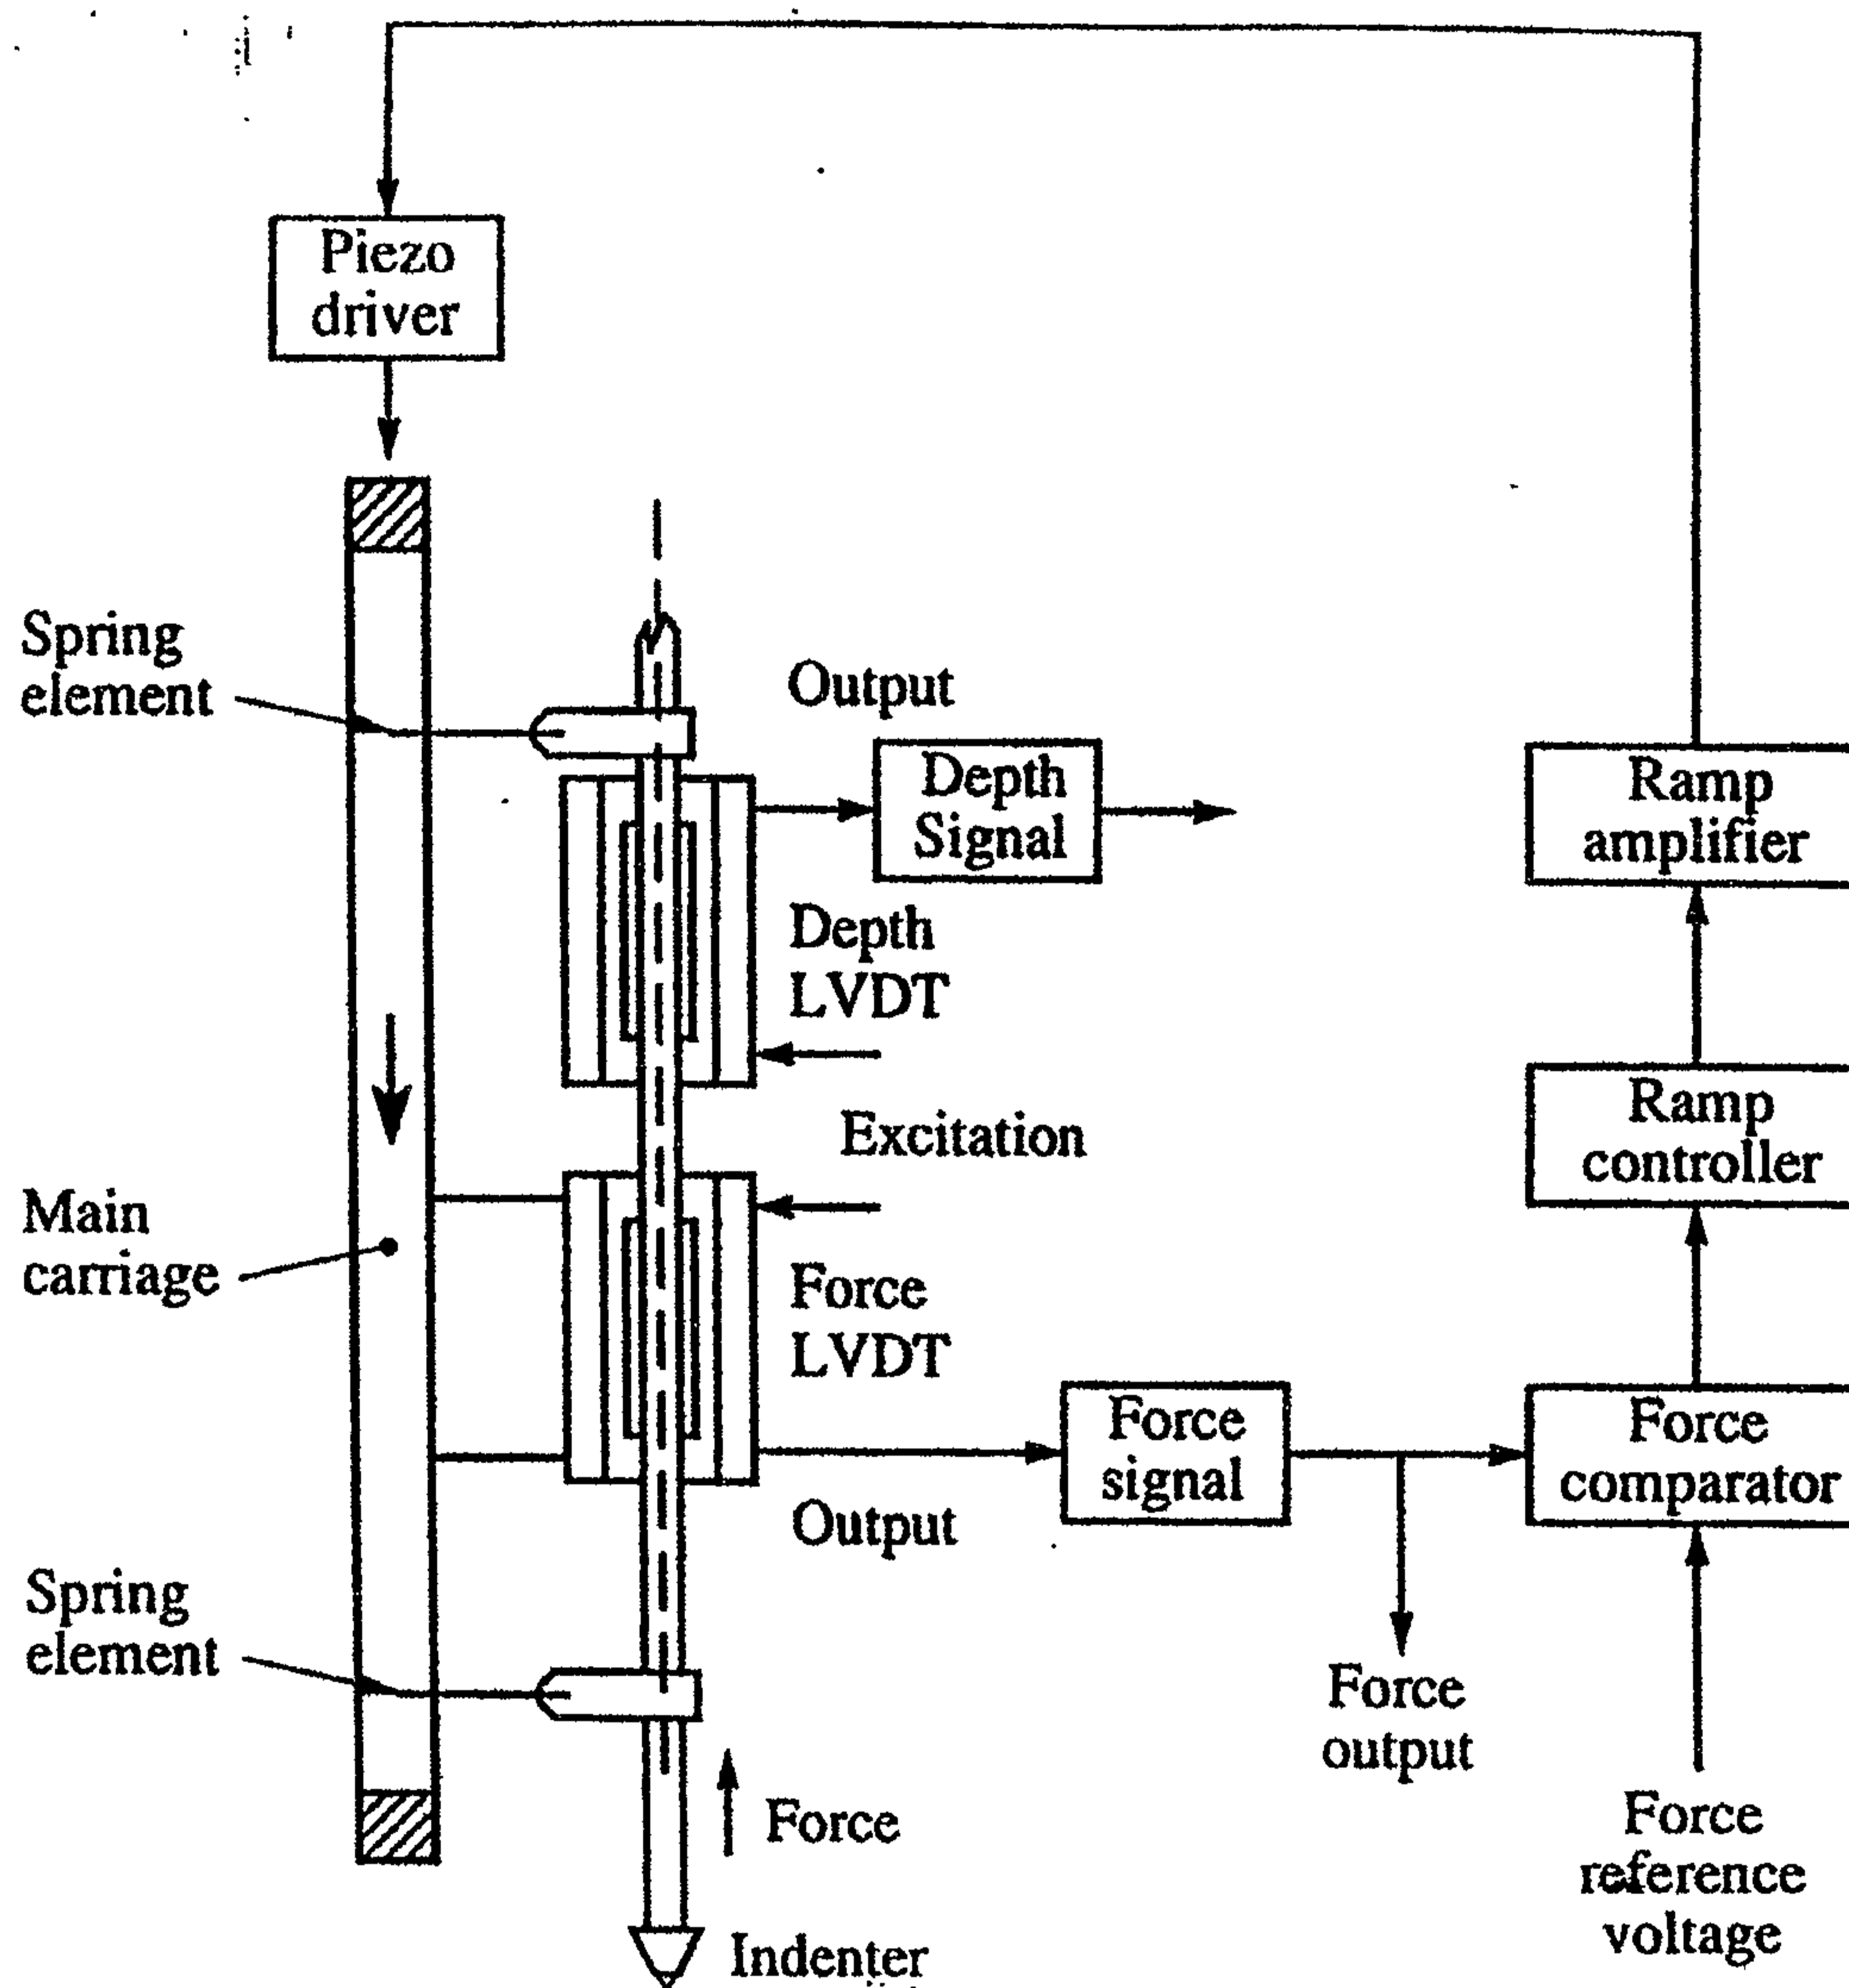 Piezo
driver
Spring
element
Output
Depth
Signal
Ramp
amplifier
Depth
LVDT
Excitation
Ramp
controller
Main
carriage
Force
LVDT
Force
signal
Force
comparator
Output
Spring
element
Force
output
Force
Force
reference
voltage
Indenter